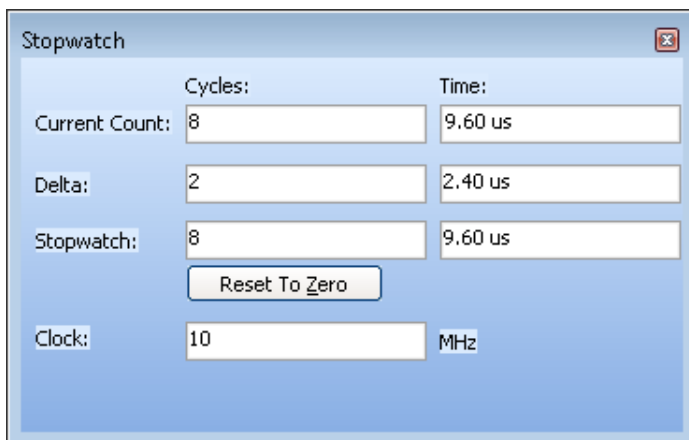 Stopwatch
Cycles: Time:
Current Count: 8 9.60 us
Delta: 2 2.40 us
Stopwatch: 8 9.60 us
Reset To Zero
Clock: 10 MHz